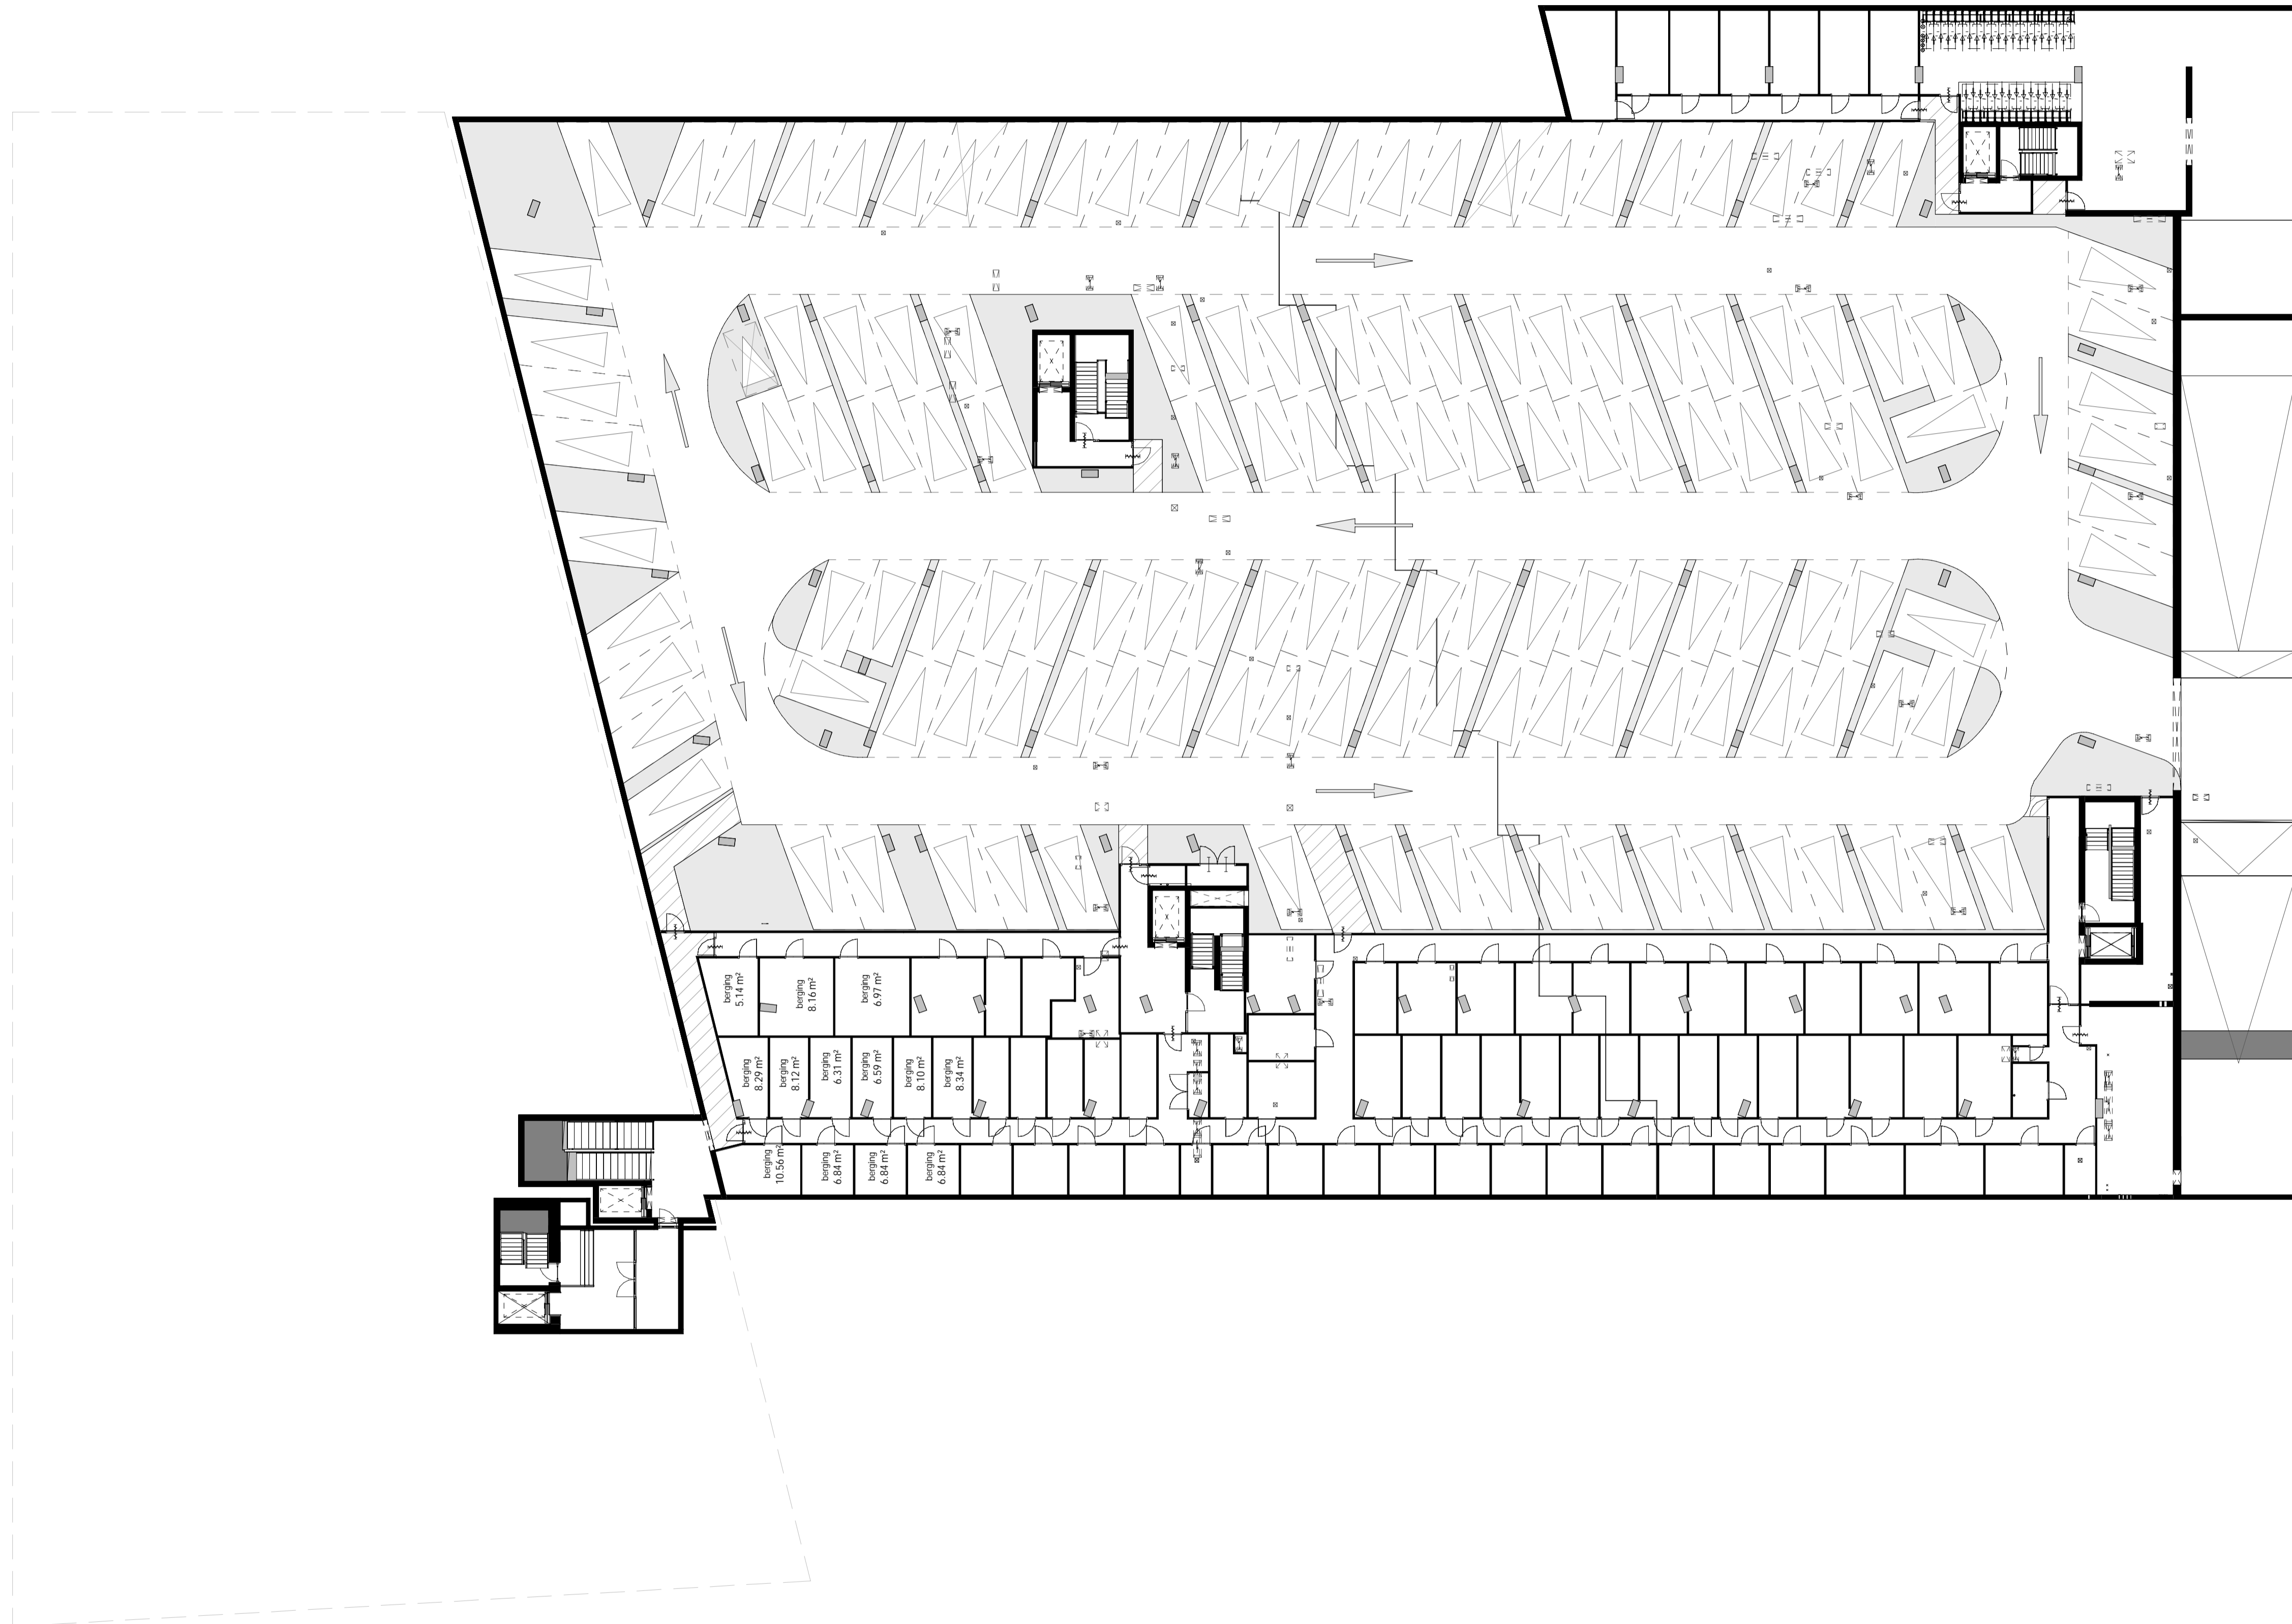 berging
5.14 m²
berging
8.16 m²
berging
6.97 m²
berging
8.29 m²
berging
8.12 m²
berging
6.31 m²
berging
6.59 m²
berging
8.10 m²
berging
8.34 m²
berging
10.56 m²
berging
6.84 m²
berging
6.84 m²
berging
6.84 m²